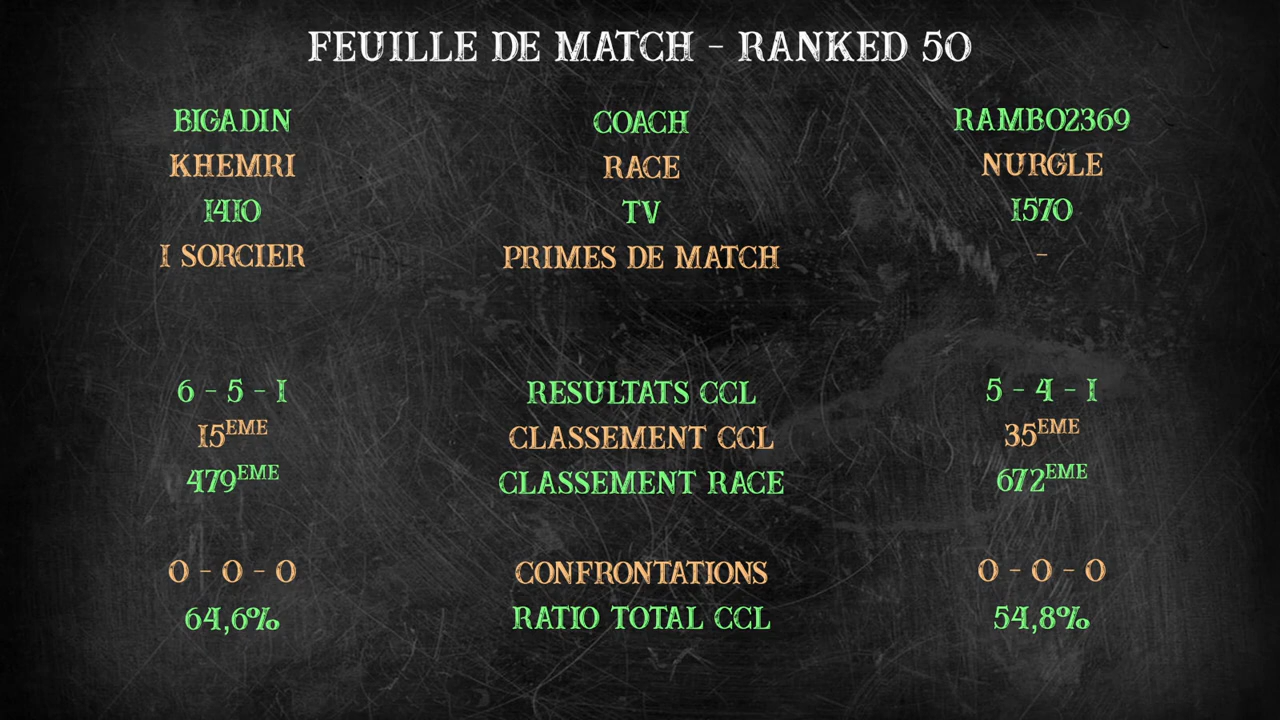 FEUILLE DE MATCH - RANKED 50
BIGADIN COACH RAMBO2369
KHEMRI RACE NURGLE
1410 TV 1570
1 SORCIER PRIMES DE MATCH -
6 - 5 - 1 RESULTATS CCL 5 - 4 - 1
15EME CLASSEMENT CCL 35EME
479EME CLASSEMENT RACE 672EME
0 - 0 - 0 CONFRONTATIONS 0 - 0 - 0
64,6% RATIO TOTAL CCL 54,8%